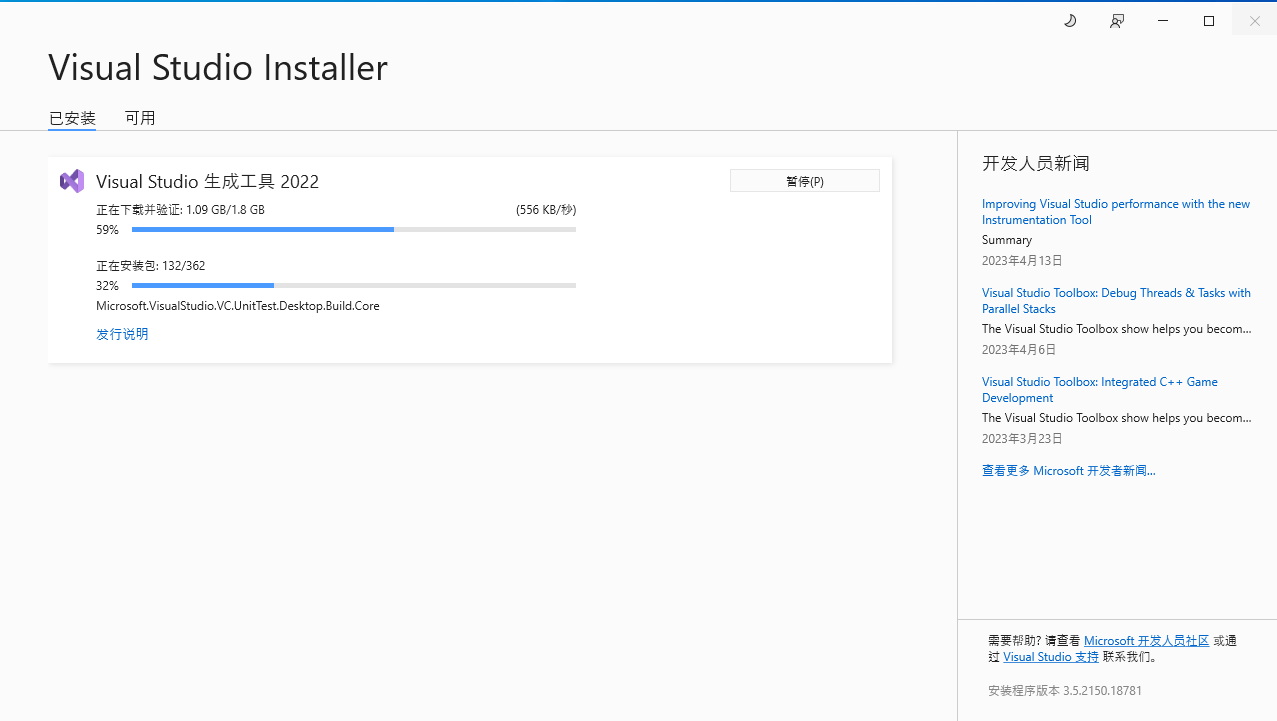 Visual Studio Installer
已安装 可用
Visual Studio 生成工具 2022
暂停(P)
正在下载并验证: 1.09 GB/1.8 GB (556 KB/秒)
59%
正在安装包: 132/362
32%
Microsoft.VisualStudio.VC.UnitTest.Desktop.Build.Core
发行说明
开发人员新闻
Improving Visual Studio performance with the new
Instrumentation Tool
Summary
2023年4月13日
Visual Studio Toolbox: Debug Threads & Tasks with
Parallel Stacks
The Visual Studio Toolbox show helps you becom...
2023年4月6日
Visual Studio Toolbox: Integrated C++ Game
Development
The Visual Studio Toolbox show helps you becom...
2023年3月23日
查看更多 Microsoft 开发者新闻...
需要帮助? 请查看 Microsoft 开发人员社区 或通
过 Visual Studio 支持 联系我们。
安装程序版本 3.5.2150.18781